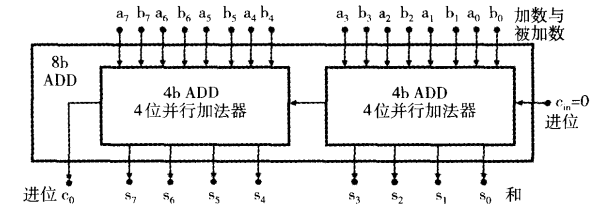 a₇ b₇ a₆ b₆ a₅ b₅ a₄ b₄ a₃ b₃ a₂ b₂ a₁ b₁ a₀ b₀ 加数与
被加数
8b
ADD
4b ADD
4位并行加法器
4b ADD
4位并行加法器
cᵢₙ=0
进位
进位 c₀ s₇ s₆ s₅ s₄ s₃ s₂ s₁ s₀ 和